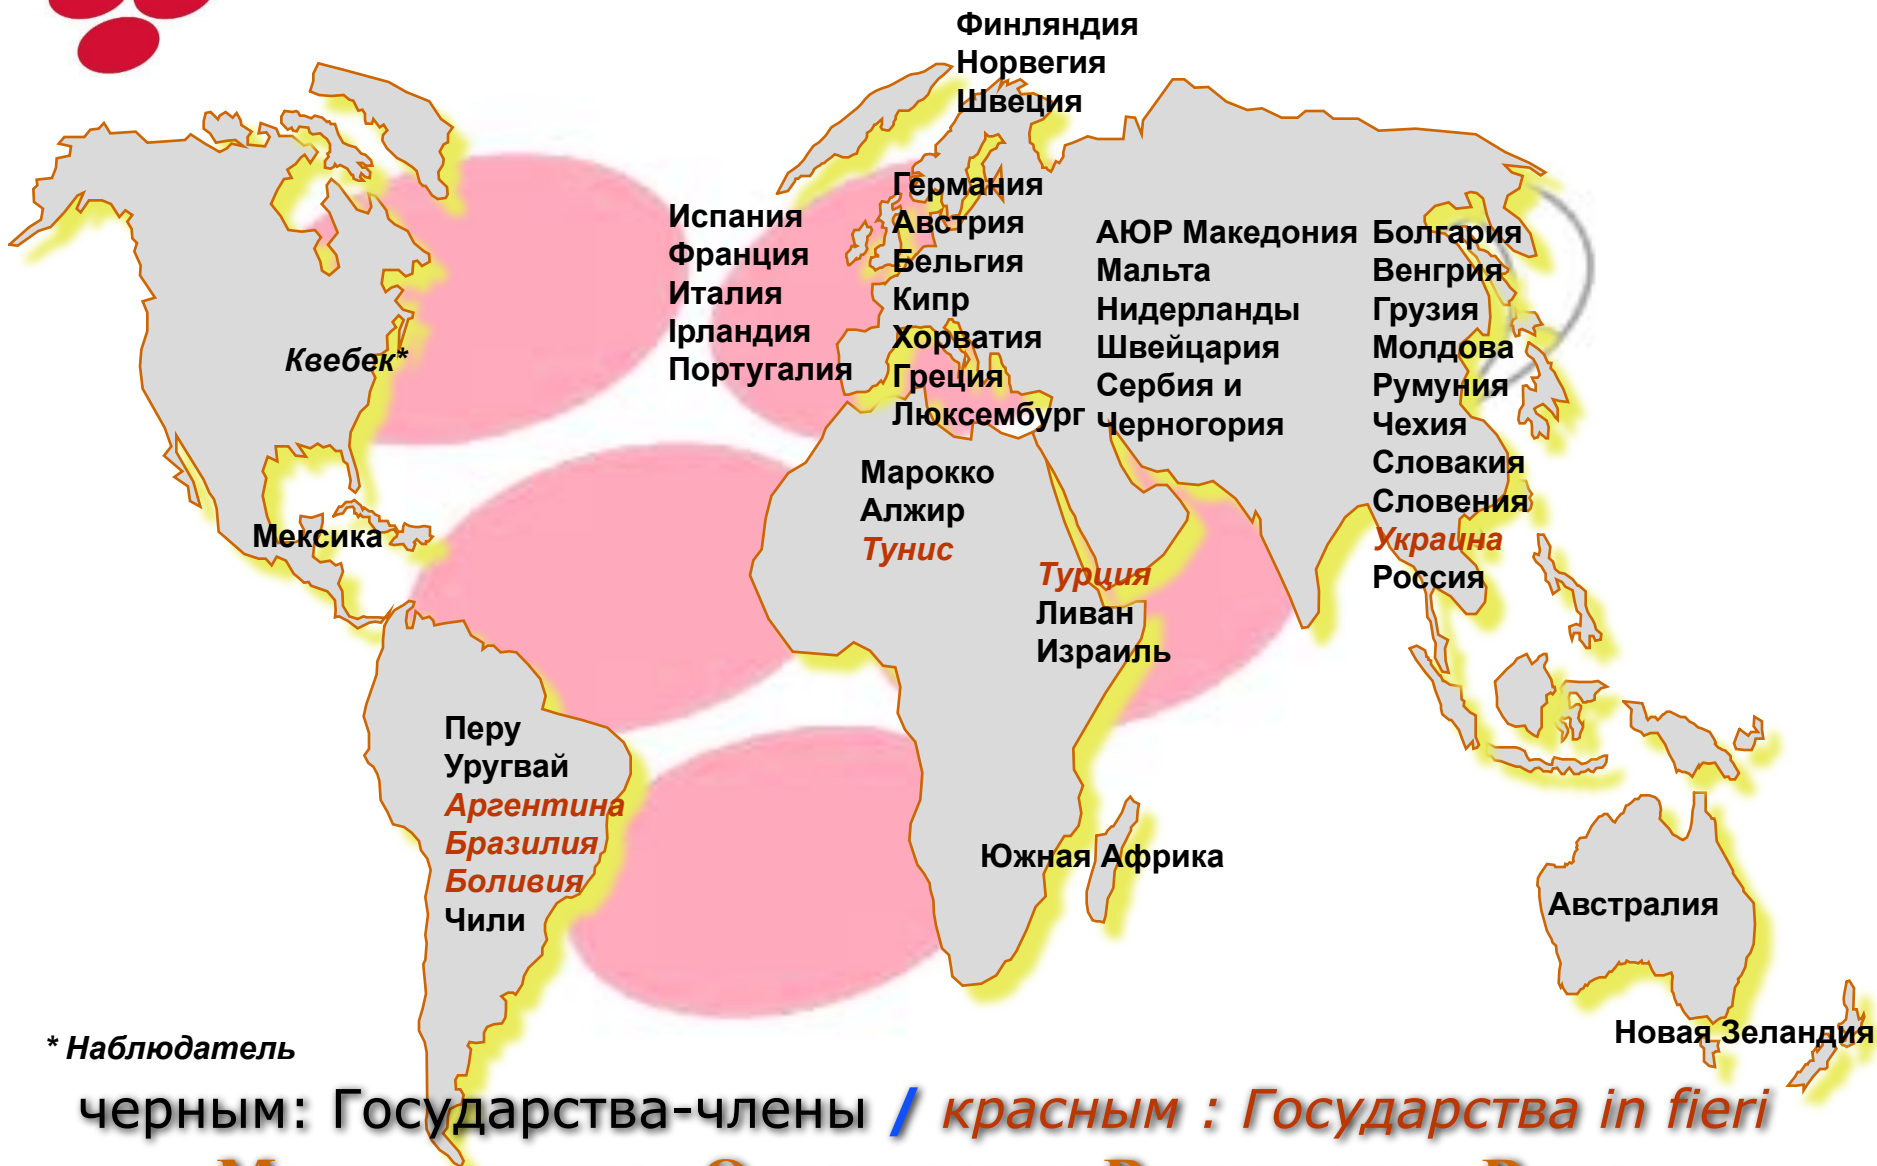 Финляндия
Норвегия
Швеция
Испания
Франция
Италия
Ірландия
Португалия
Германия
Австрия
Бельгия
Кипр
Хорватия
Греция
Люксембург
АЮР Македония
Мальта
Нидерланды
Швейцария
Сербия и
Черногория
Болгария
Венгрия
Грузия
Молдова
Румуния
Чехия
Словакия
Словения
Украина
Россия
Квебек*
Мексика
Марокко
Алжир
Тунис
Турция
Ливан
Израиль
Перу
Уругвай
Аргентина
Бразилия
Боливия
Чили
Южная Африка
Австралия
Новая Зеландия
* Наблюдатель
черным: Государства-члены / красным : Государства in fieri